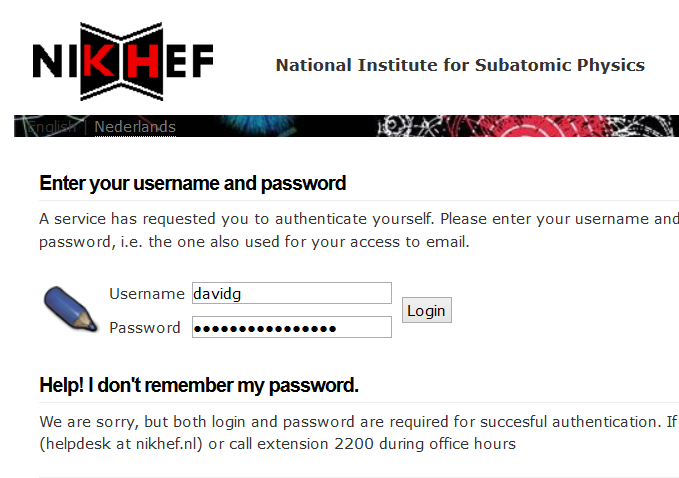 NIKHEF
National Institute for Subatomic Physics
English | Nederlands
Enter your username and password
A service has requested you to authenticate yourself. Please enter your username and
password, i.e. the one also used for your access to email.
Username davidg
Login
Password ●●●●●●●●●●●●●●●●
Help! I don't remember my password.
We are sorry, but both login and password are required for succesful authentication. If
(helpdesk at nikhef.nl) or call extension 2200 during office hours